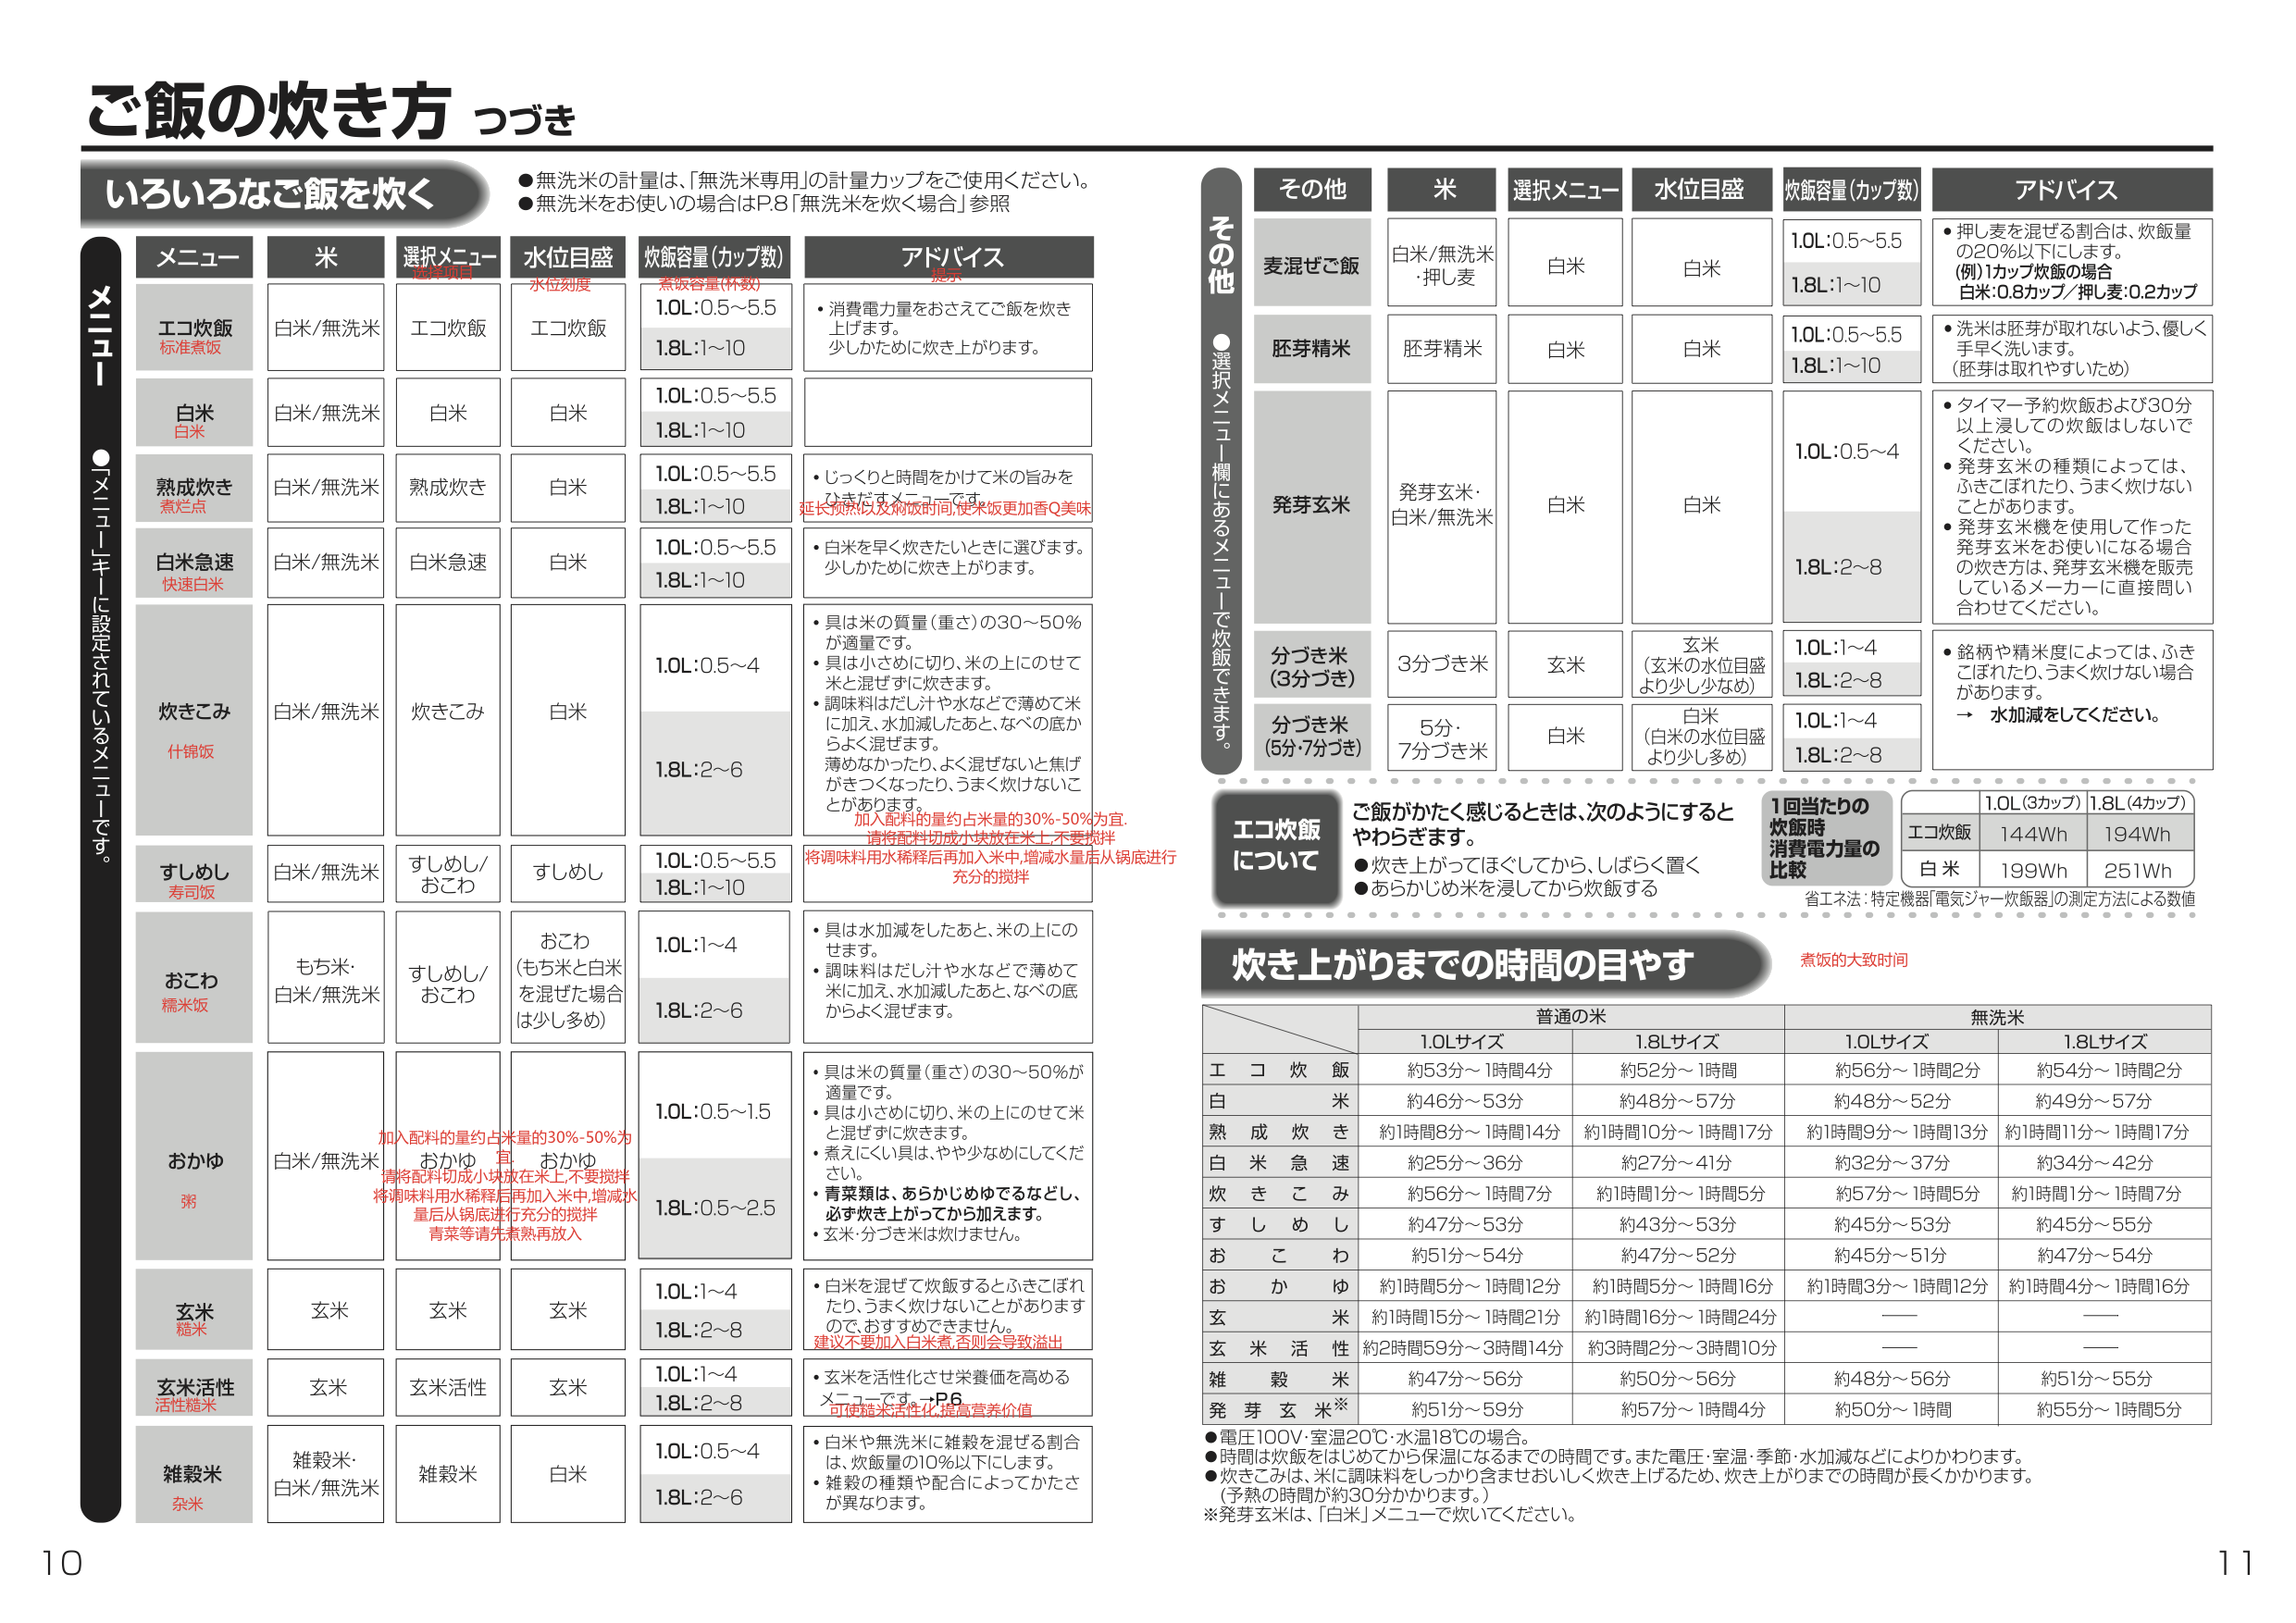 ご飯の炊き方 つづき
いろいろなご飯を炊く
●無洗米の計量は、「無洗米専用」の計量カップをご使用ください。
●無洗米をお使いの場合はP.8「無洗米を炊く場合」参照
メニュー ●「メニュー」キーに設定されているメニューです。
メニュー 米 選択メニュー 水位目盛 炊飯容量(カップ数) アドバイス
选择项目 水位刻度 煮饭容量(杯数) 提示
エコ炊飯
标准煮饭
白米/無洗米 エコ炊飯 エコ炊飯
1.0L:0.5〜5.5
1.8L:1〜10
・消費電力量をおさえてご飯を炊き
上げます。
少しかために炊き上がります。
白米
白米
白米/無洗米 白米 白米
1.0L:0.5〜5.5
1.8L:1〜10
熟成炊き
煮烂点
白米/無洗米 熟成炊き 白米
1.0L:0.5〜5.5
1.8L:1〜10
・じっくりと時間をかけて米の旨みを
ひきだすメニューです。
延长预热以及焖饭时间,使米饭更加香Q美味
白米急速
快速白米
白米/無洗米 白米急速 白米
1.0L:0.5〜5.5
1.8L:1〜10
・白米を早く炊きたいときに選びます。
少しかために炊き上がります。
炊きこみ
什锦饭
白米/無洗米 炊きこみ 白米
1.0L:0.5〜4
1.8L:2〜6
・具は米の質量(重さ)の30〜50%
が適量です。
・具は小さめに切り、米の上にのせて
米と混ぜずに炊きます。
・調味料はだし汁や水などで薄めて米
に加え、水加減したあと、なべの底か
らよく混ぜます。
薄めなかったり、よく混ぜないと焦げ
がきつくなったり、うまく炊けないこ
とがあります。
加入配料的量约占米量的30%-50%为宜.
请将配料切成小块放在米上,不要搅拌
将调味料用水稀释后再加入米中,增减水量后从锅底进行
充分的搅拌
すしめし
寿司饭
白米/無洗米 すしめし/
おこわ すしめし
1.0L:0.5〜5.5
1.8L:1〜10
おこわ
糯米饭
もち米・
白米/無洗米
すしめし/
おこわ
おこわ
(もち米と白米
を混ぜた場合
は少し多め)
1.0L:1〜4
1.8L:2〜6
・具は水加減をしたあと、米の上にの
せます。
・調味料はだし汁や水などで薄めて
米に加え、水加減したあと、なべの底
からよく混ぜます。
おかゆ
粥
白米/無洗米 おかゆ おかゆ
加入配料的量约占米量的30%-50%为
宜.
请将配料切成小块放在米上,不要搅拌
将调味料用水稀释后再加入米中,增减水
量后从锅底进行充分的搅拌
青菜等请先煮熟再放入
1.0L:0.5〜1.5
1.8L:0.5〜2.5
・具は米の質量(重さ)の30〜50%が
適量です。
・具は小さめに切り、米の上にのせて米
と混ぜずに炊きます。
・煮えにくい具は、やや少なめにしてくだ
さい。
・青菜類は、あらかじめゆでるなどし、
必ず炊き上がってから加えます。
・玄米・分づき米は炊けません。
玄米
糙米
玄米 玄米 玄米
1.0L:1〜4
1.8L:2〜8
・白米を混ぜて炊飯するとふきこぼれ
たり、うまく炊けないことがあります
ので、おすすめできません。
建议不要加入白米煮,否则会导致溢出
玄米活性
活性糙米
玄米 玄米活性 玄米
1.0L:1〜4
1.8L:2〜8
・玄米を活性化させ栄養価を高める
メニューです。→P.6
可使糙米活性化,提高营养价值
雑穀米
杂米
雑穀米・
白米/無洗米
雑穀米 白米
1.0L:0.5〜4
1.8L:2〜6
・白米や無洗米に雑穀を混ぜる割合
は、炊飯量の10%以下にします。
・雑穀の種類や配合によってかたさ
が異なります。
10
その他 ●選択メニュー欄にあるメニューで炊飯できます。
その他 米 選択メニュー 水位目盛 炊飯容量(カップ数) アドバイス
麦混ぜご飯
白米/無洗米
・押し麦
白米 白米
1.0L:0.5〜5.5
1.8L:1〜10
• 押し麦を混ぜる割合は、炊飯量
の20%以下にします。
(例)1カップ炊飯の場合
白米:0.8カップ/押し麦:0.2カップ
胚芽精米 胚芽精米 白米 白米
1.0L:0.5〜5.5
1.8L:1〜10
• 洗米は胚芽が取れないよう、優しく
手早く洗います。
(胚芽は取れやすいため)
発芽玄米
発芽玄米・
白米/無洗米
白米 白米
1.0L:0.5〜4
1.8L:2〜8
• タイマー予約炊飯および30分
以上浸しての炊飯はしないで
ください。
• 発芽玄米の種類によっては、
ふきこぼれたり、うまく炊けない
ことがあります。
• 発芽玄米機を使用して作った
発芽玄米をお使いになる場合
の炊き方は、発芽玄米機を販売
しているメーカーに直接問い
合わせてください。
分づき米
(3分づき)
3分づき米 玄米
玄米
(玄米の水位目盛
より少し少なめ)
1.0L:1〜4
1.8L:2〜8
• 銘柄や精米度によっては、ふき
こぼれたり、うまく炊けない場合
があります。
→ 水加減をしてください。
分づき米
(5分・7分づき)
5分・
7分づき米
白米
白米
(白米の水位目盛
より少し多め)
1.0L:1〜4
1.8L:2〜8
エコ炊飯
について
ご飯がかたく感じるときは、次のようにすると
やわらぎます。
●炊き上がってほぐしてから、しばらく置く
●あらかじめ米を浸してから炊飯する
1回当たりの
炊飯時
消費電力量の
比較
1.0L(3カップ) 1.8L(4カップ)
エコ炊飯 144Wh 194Wh
白米 199Wh 251Wh
省エネ法:特定機器「電気ジャー炊飯器」の測定方法による数値
炊き上がりまでの時間の目やす 煮饭的大致时间
普通の米 無洗米
1.0Lサイズ 1.8Lサイズ 1.0Lサイズ 1.8Lサイズ
エコ炊飯 約53分〜1時間4分 約52分〜1時間 約56分〜1時間2分 約54分〜1時間2分
白米 約46分〜53分 約48分〜57分 約48分〜52分 約49分〜57分
熟成炊き 約1時間8分〜1時間14分 約1時間10分〜1時間17分 約1時間9分〜1時間13分 約1時間11分〜1時間17分
白米急速 約25分〜36分 約27分〜41分 約32分〜37分 約34分〜42分
炊きこみ 約56分〜1時間7分 約1時間1分〜1時間5分 約57分〜1時間5分 約1時間1分〜1時間7分
すしめし 約47分〜53分 約43分〜53分 約45分〜53分 約45分〜55分
おこわ 約51分〜54分 約47分〜52分 約45分〜51分 約47分〜54分
おかゆ 約1時間5分〜1時間12分 約1時間5分〜1時間16分 約1時間3分〜1時間12分 約1時間4分〜1時間16分
玄米 約1時間15分〜1時間21分 約1時間16分〜1時間24分 ── ──
玄米活性 約2時間59分〜3時間14分 約3時間2分〜3時間10分 ── ──
雑穀米 約47分〜56分 約50分〜56分 約48分〜56分 約51分〜55分
発芽玄米※ 約51分〜59分 約57分〜1時間4分 約50分〜1時間 約55分〜1時間5分
●電圧100V・室温20℃・水温18℃の場合。
●時間は炊飯をはじめてから保温になるまでの時間です。また電圧・室温・季節・水加減などによりかわります。
●炊きこみは、米に調味料をしっかり含ませおいしく炊き上げるため、炊き上がりまでの時間が長くかかります。
(予熱の時間が約30分かかります。)
※発芽玄米は、「白米」メニューで炊いてください。
11